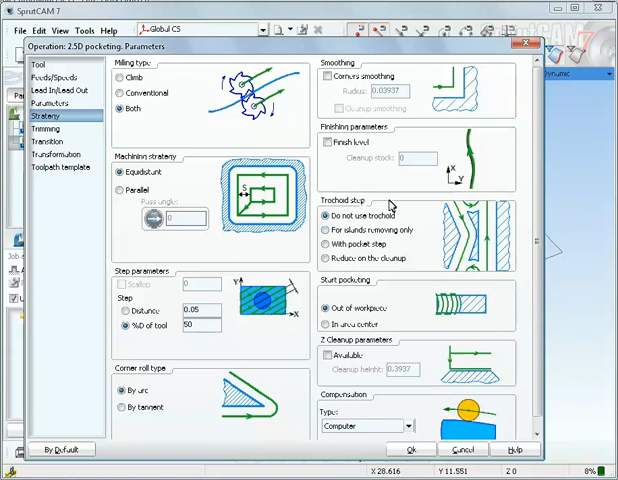 SprutCAM 7
File Edit View Tools
Global CS
Dynamic
Operation: 2.5D pocketing. Parameters
Tool
Feeds/Speeds
Lead In/Lead Out
Parameters
Strategy
Trimming
Transition
Transformation
Toolpath template
Milling type
Climb
Conventional
Both
Machining strategy
Equidistant
Parallel
Pass angle:
0
S
Step parameters
Scallop
0
Step
Distance
0.05
%D of tool
50
Y
X
Corner roll type
By arc
By tangent
Smoothing
Corners smoothing
Radius:
0.03937
Cleanup smoothing
Finishing parameters
Finish level
Cleanup stock:
0
X
Y
Trochoid step
Do not use trochoid
For islands removing only
With pocket step
Reduce on the cleanup
Start pocketing
Out of workpiece
In area center
Z Cleanup parameters
Available
Cleanup height:
0.3937
Compensation
Type:
Computer
By Default
Ok
Cancel
Help
X 28.616
Y 11.551
Z 0
8%